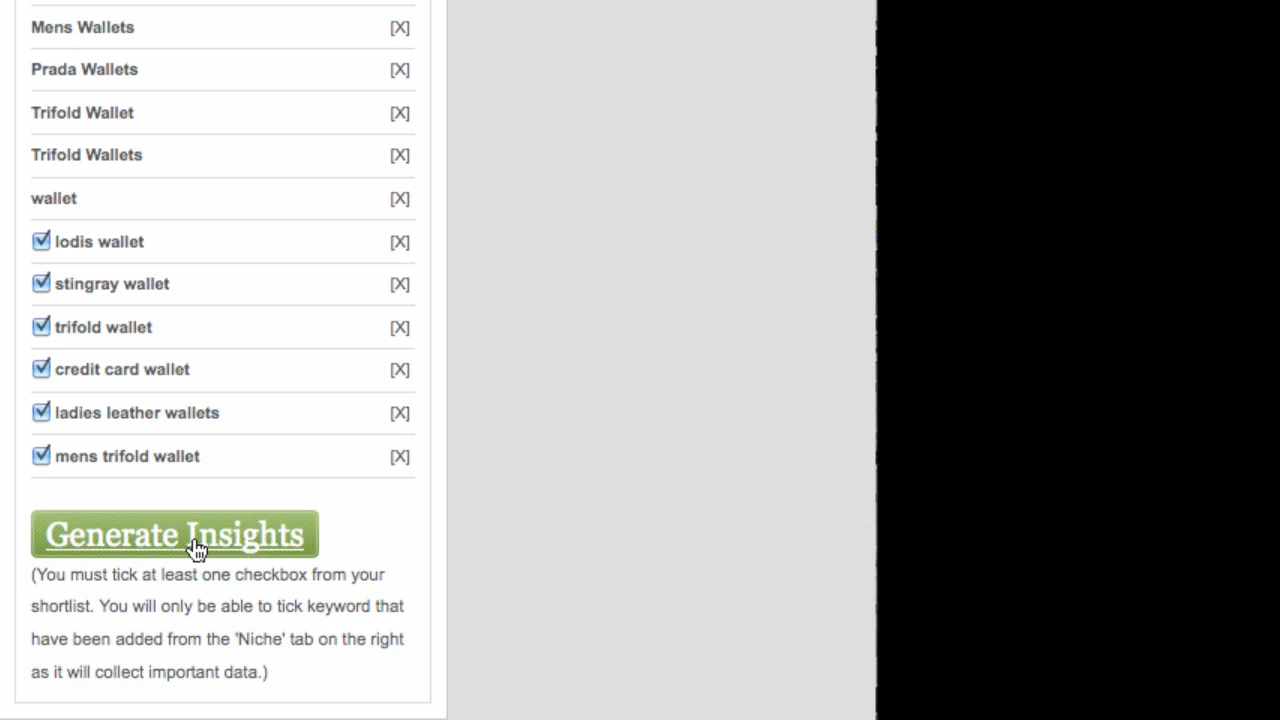 Mens Wallets [X]
Prada Wallets [X]
Trifold Wallet [X]
Trifold Wallets [X]
wallet [X]
lodis wallet [X]
stingray wallet [X]
trifold wallet [X]
credit card wallet [X]
ladies leather wallets [X]
mens trifold wallet [X]
Generate Insights
(You must tick at least one checkbox from your
shortlist. You will only be able to tick keyword that
have been added from the 'Niche' tab on the right
as it will collect important data.)